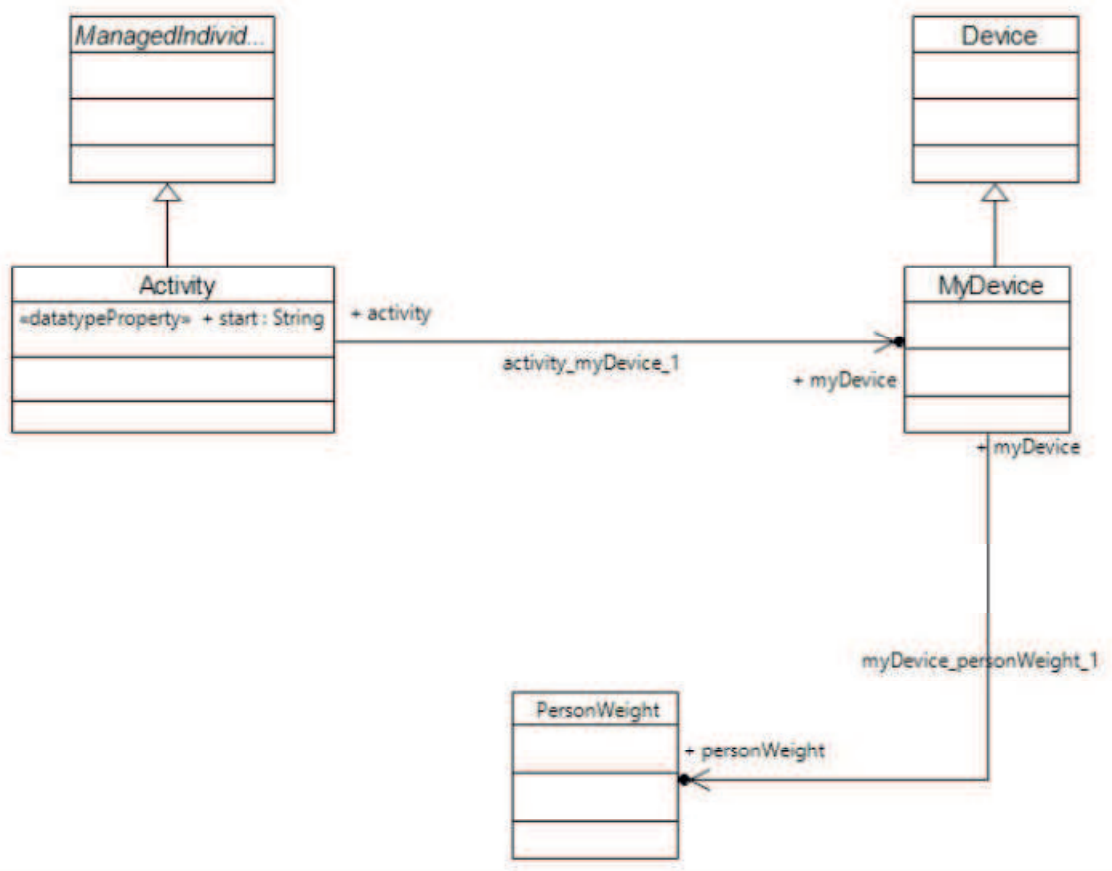 ManagedIndivid...
Device
Activity
«datatypeProperty» + start : String
+ activity
activity_myDevice_1
+ myDevice
MyDevice
+ myDevice
myDevice_personWeight_1
PersonWeight
+ personWeight